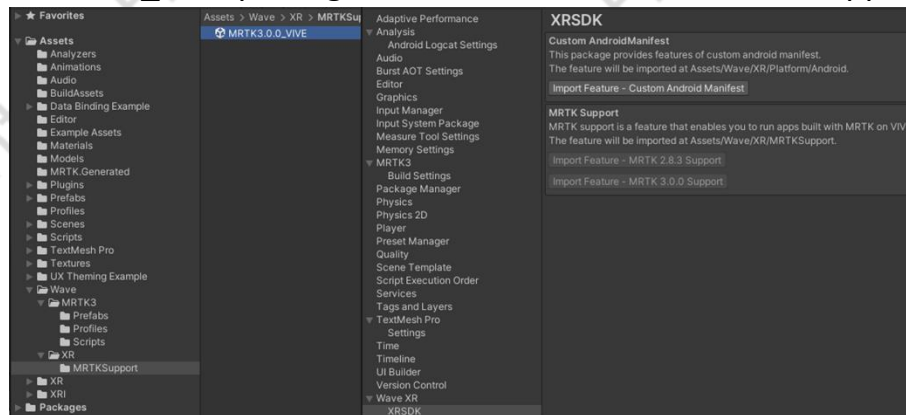 Favorites
Assets
Analyzers
Animations
Audio
BuildAssets
Data Binding Example
Editor
Example Assets
Materials
Models
MRTK.Generated
Plugins
Prefabs
Profiles
Scenes
Scripts
TextMesh Pro
Textures
UX Theming Example
Wave
MRTK3
Prefabs
Profiles
Scripts
XR
MRTKSupport
XR
XRI
Packages
Assets > Wave > XR > MRTKSu
MRTK3.0.0_VIVE
Adaptive Performance
Analysis
Android Logcat Settings
Audio
Burst AOT Settings
Editor
Graphics
Input Manager
Input System Package
Measure Tool Settings
Memory Settings
MRTK3
Build Settings
Package Manager
Physics
Physics 2D
Player
Preset Manager
Quality
Scene Template
Script Execution Order
Services
Tags and Layers
TextMesh Pro
Settings
Time
Timeline
UI Builder
Version Control
Wave XR
XRSDK
XRSDK
Custom AndroidManifest
This package provides features of custom android manifest.
The feature will be imported at Assets/Wave/XR/Platform/Android.
Import Feature - Custom Android Manifest
MRTK Support
MRTK support is a feature that enables you to run apps built with MRTK on VIV
The feature will be imported at Assets/Wave/XR/MRTKSupport.
Import Feature - MRTK 2.8.3 Support
Import Feature - MRTK 3.0.0 Support